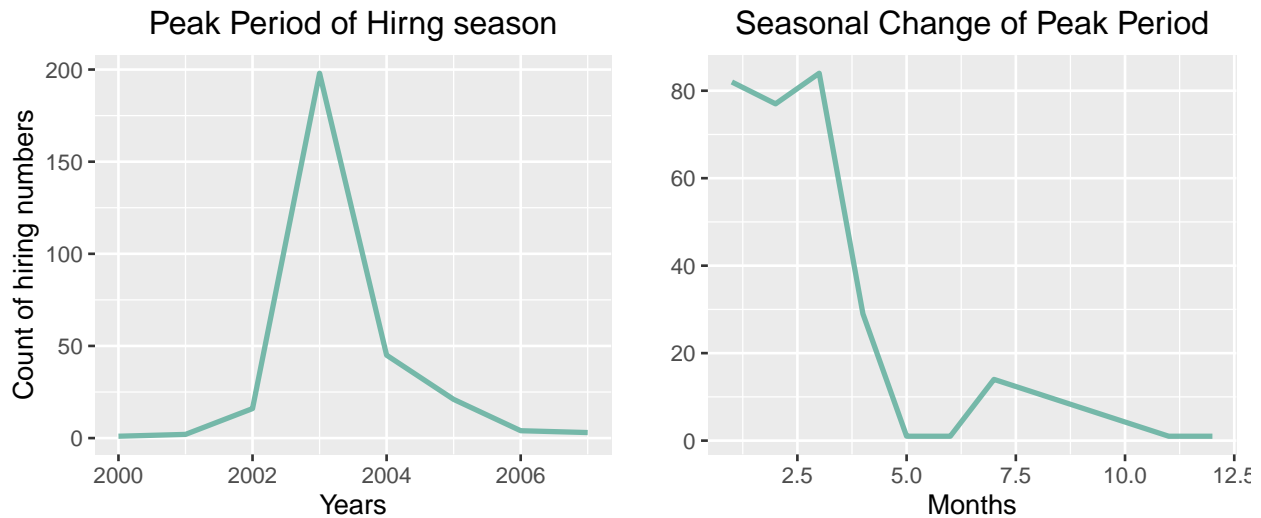 Peak Period of Hirng season
Count of hiring numbers
200
150
100
50
0
2000 2002 2004 2006
Years
Seasonal Change of Peak Period
80
60
40
20
0
2.5 5.0 7.5 10.0 12.5
Months